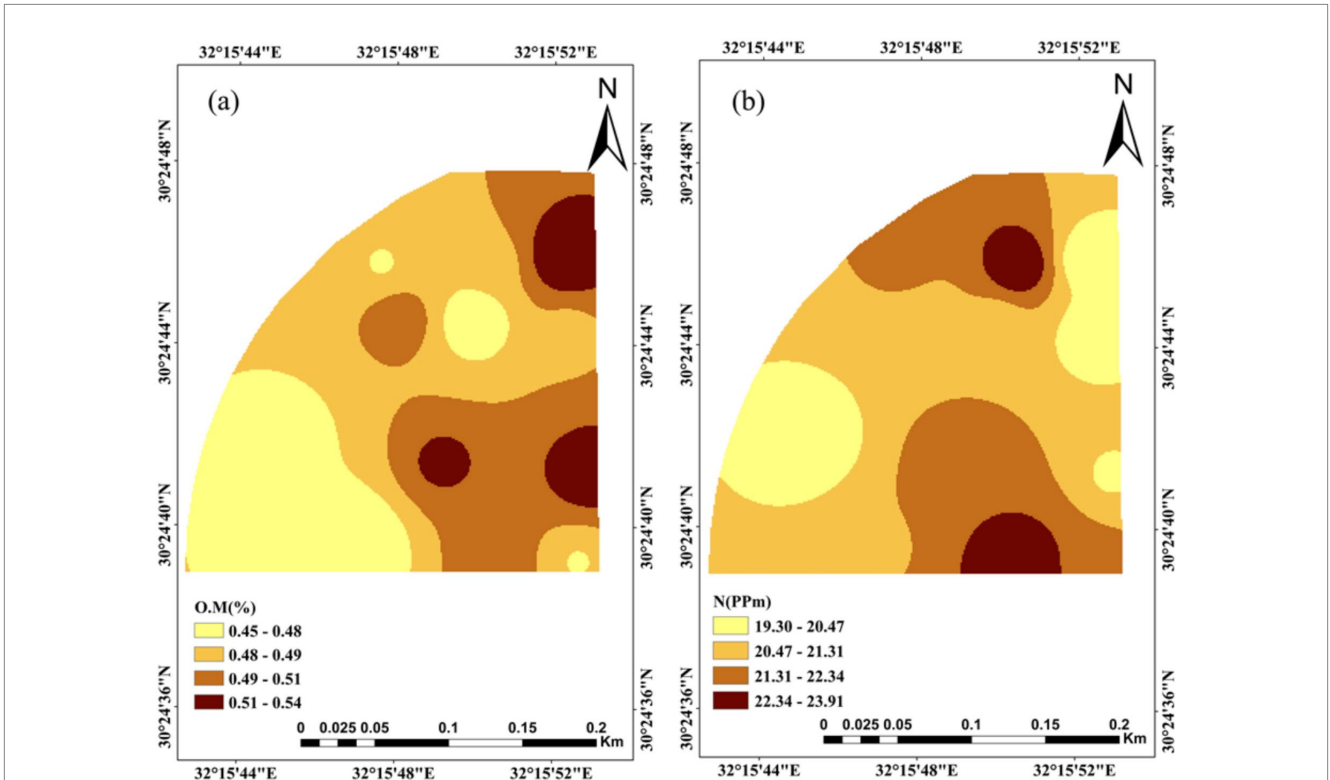 32°15'44"E 32°15'48"E 32°15'52"E
(a)
N
30°24'48"N 30°24'48"N
30°24'44"N 30°24'44"N
30°24'40"N 30°24'40"N
30°24'36"N 30°24'36"N
O.M(%)
0.45 - 0.48
0.48 - 0.49
0.49 - 0.51
0.51 - 0.54
0 0.025 0.05 0.1 0.15 0.2
Km
32°15'44"E 32°15'48"E 32°15'52"E
32°15'44"E 32°15'48"E 32°15'52"E
(b)
N
30°24'48"N 30°24'48"N
30°24'44"N 30°24'44"N
30°24'40"N 30°24'40"N
30°24'36"N 30°24'36"N
N(PPm)
19.30 - 20.47
20.47 - 21.31
21.31 - 22.34
22.34 - 23.91
0 0.025 0.05 0.1 0.15 0.2
Km
32°15'44"E 32°15'48"E 32°15'52"E